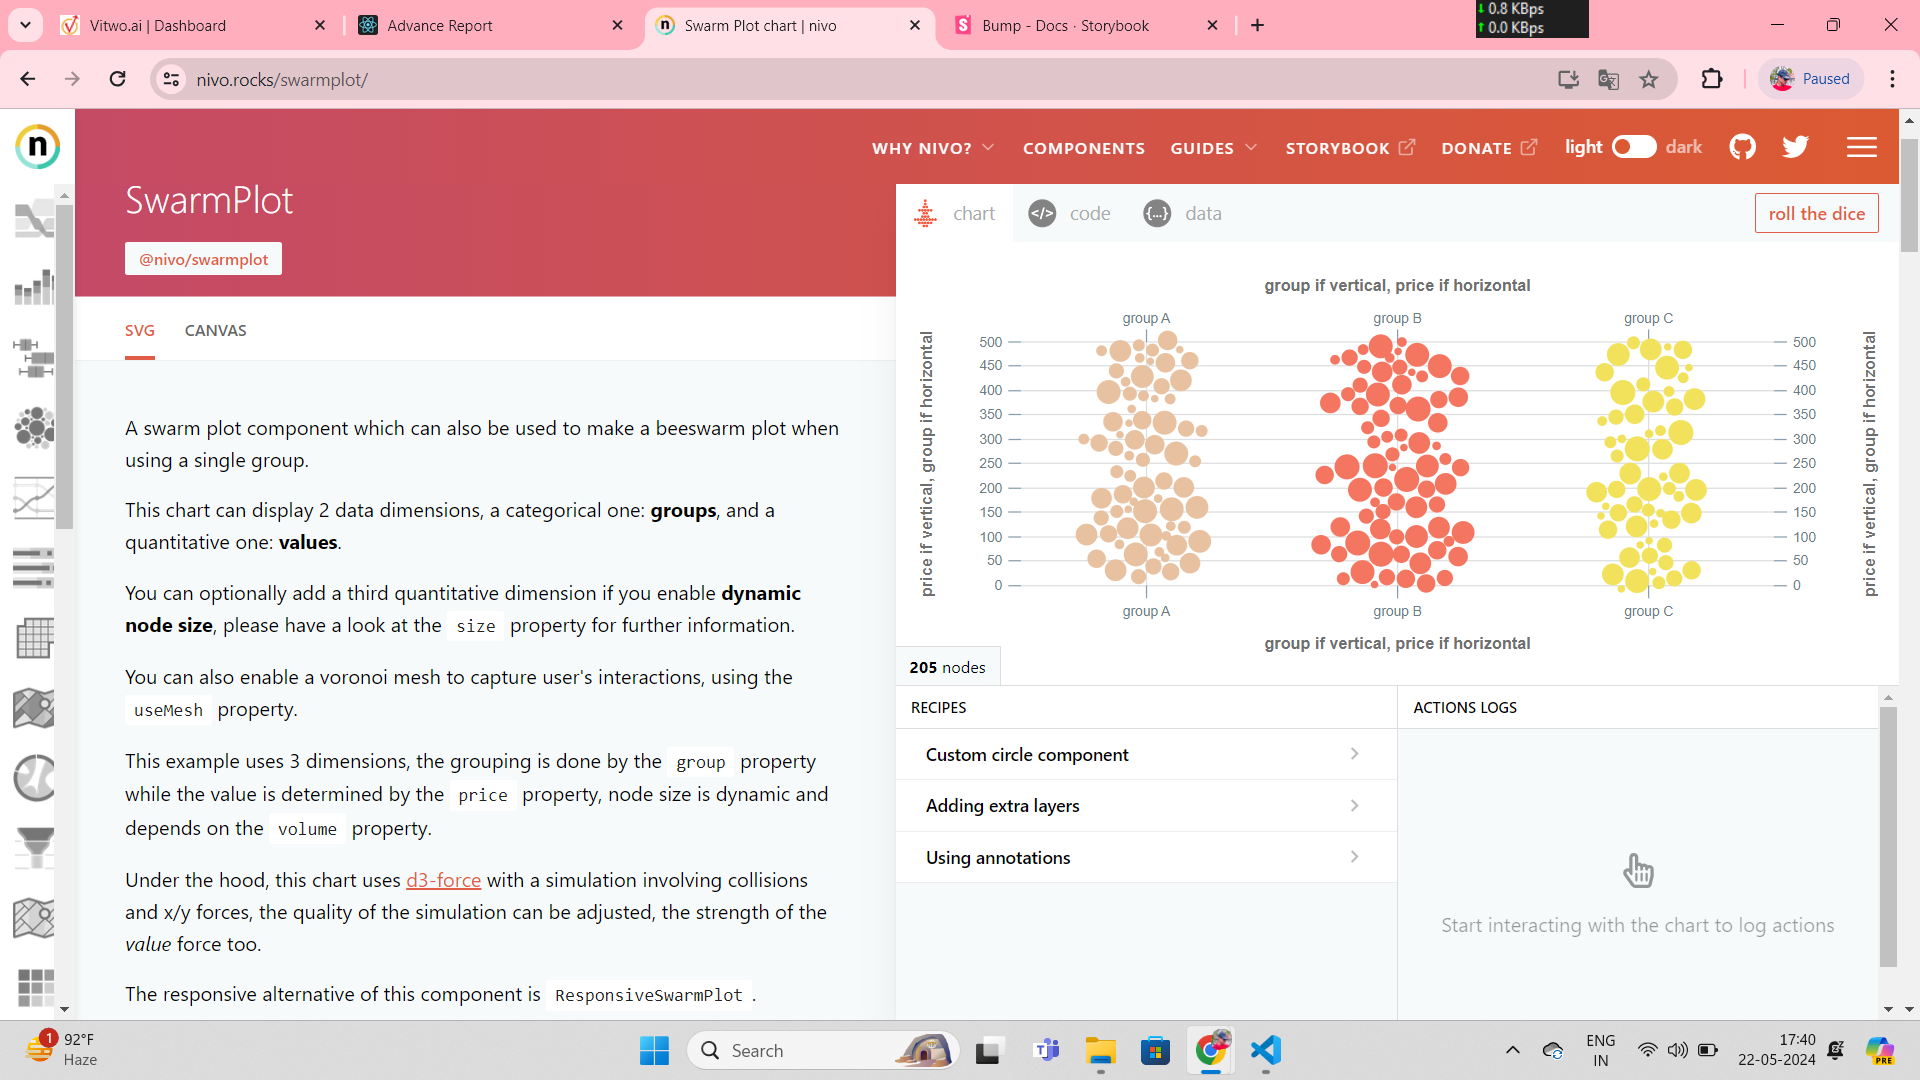 Vitwo.ai | Dashboard
Advance Report
Swarm Plot chart | nivo
Bump - Docs · Storybook
0.8 KBps
0.0 KBps
nivo.rocks/swarmplot/
Paused
n
WHY NIVO?
COMPONENTS
GUIDES
STORYBOOK
DONATE
light
dark
SwarmPlot
@nivo/swarmplot
SVG
CANVAS
A swarm plot component which can also be used to make a beeswarm plot when
using a single group.
This chart can display 2 data dimensions, a categorical one: groups, and a
quantitative one: values.
You can optionally add a third quantitative dimension if you enable dynamic
node size, please have a look at the size property for further information.
You can also enable a voronoi mesh to capture user's interactions, using the
useMesh property.
This example uses 3 dimensions, the grouping is done by the group property
while the value is determined by the price property, node size is dynamic and
depends on the volume property.
Under the hood, this chart uses d3-force with a simulation involving collisions
and x/y forces, the quality of the simulation can be adjusted, the strength of the
value force too.
The responsive alternative of this component is ResponsiveSwarmPlot.
chart
</> code
{...} data
roll the dice
group if vertical, price if horizontal
group A
group B
group C
price if vertical, group if horizontal
500
450
400
350
300
250
200
150
100
50
0
500
450
400
350
300
250
200
150
100
50
0
price if vertical, group if horizontal
group A
group B
group C
group if vertical, price if horizontal
205 nodes
RECIPES
Custom circle component
Adding extra layers
Using annotations
ACTIONS LOGS
Start interacting with the chart to log actions
1
92°F
Haze
Search
ENG
IN
17:40
22-05-2024
PRE